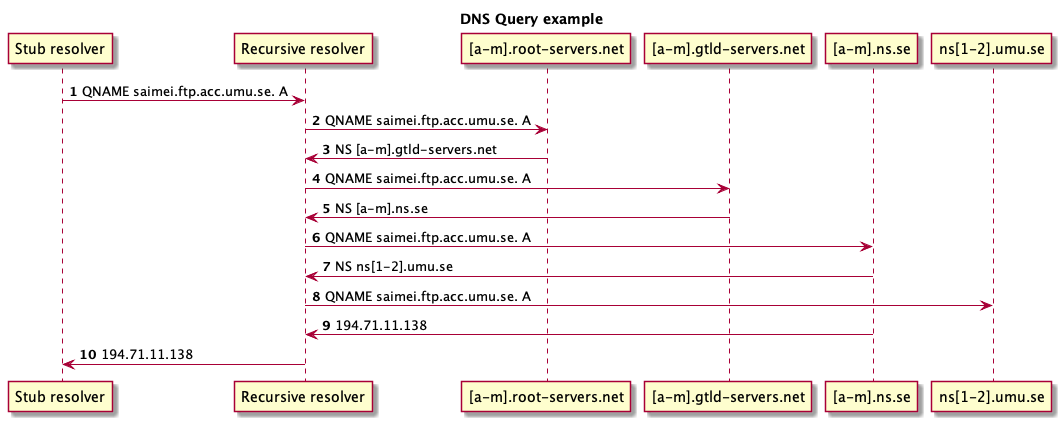 DNS Query example
Stub resolver Recursive resolver [a-m].root-servers.net [a-m].gtld-servers.net [a-m].ns.se ns[1-2].umu.se
1 QNAME saimei.ftp.acc.umu.se. A
2 QNAME saimei.ftp.acc.umu.se. A
3 NS [a-m].gtld-servers.net
4 QNAME saimei.ftp.acc.umu.se. A
5 NS [a-m].ns.se
6 QNAME saimei.ftp.acc.umu.se. A
7 NS ns[1-2].umu.se
8 QNAME saimei.ftp.acc.umu.se. A
9 194.71.11.138
10 194.71.11.138
Stub resolver Recursive resolver [a-m].root-servers.net [a-m].gtld-servers.net [a-m].ns.se ns[1-2].umu.se